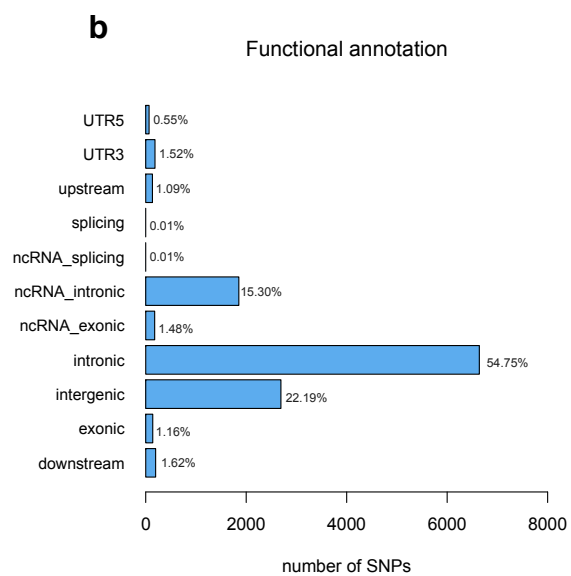 b
Functional annotation
UTR5 0.55%
UTR3 1.52%
upstream 1.09%
splicing 0.01%
ncRNA_splicing 0.01%
ncRNA_intronic 15.30%
ncRNA_exonic 1.48%
intronic 54.75%
intergenic 22.19%
exonic 1.16%
downstream 1.62%
0 2000 4000 6000 8000
number of SNPs